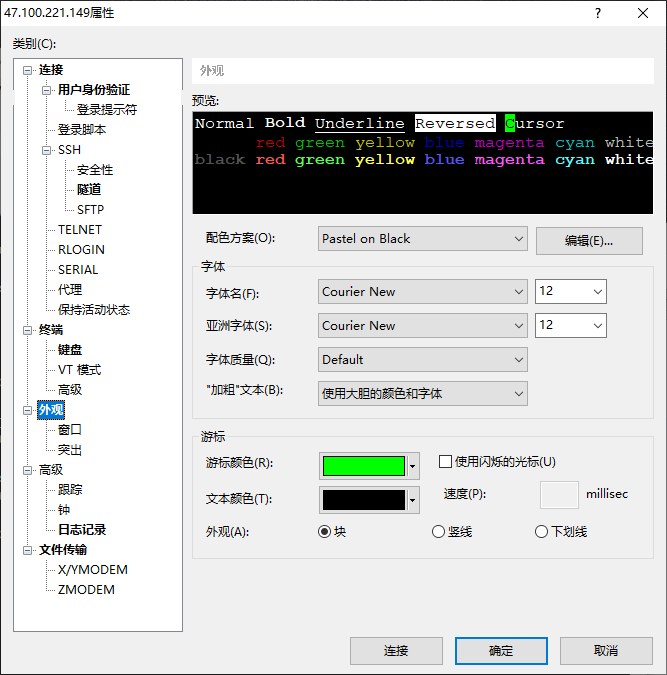 47.100.221.149属性
类别(C):
连接
用户身份验证
登录提示符
登录脚本
SSH
安全性
隧道
SFTP
TELNET
RLOGIN
SERIAL
代理
保持活动状态
终端
键盘
VT 模式
高级
外观
窗口
突出
高级
跟踪
钟
日志记录
文件传输
X/YMODEM
ZMODEM
外观
预览:
Normal Bold Underline Reversed Cursor
red green yellow blue magenta cyan white
black red green yellow blue magenta cyan white
配色方案(O):
Pastel on Black
编辑(E)...
字体
字体名(F):
Courier New
12
亚洲字体(S):
Courier New
12
字体质量(Q):
Default
"加粗"文本(B):
使用大胆的颜色和字体
游标
游标颜色(R):
使用闪烁的光标(U)
文本颜色(T):
速度(P):
millisec
外观(A):
块
竖线
下划线
连接
确定
取消